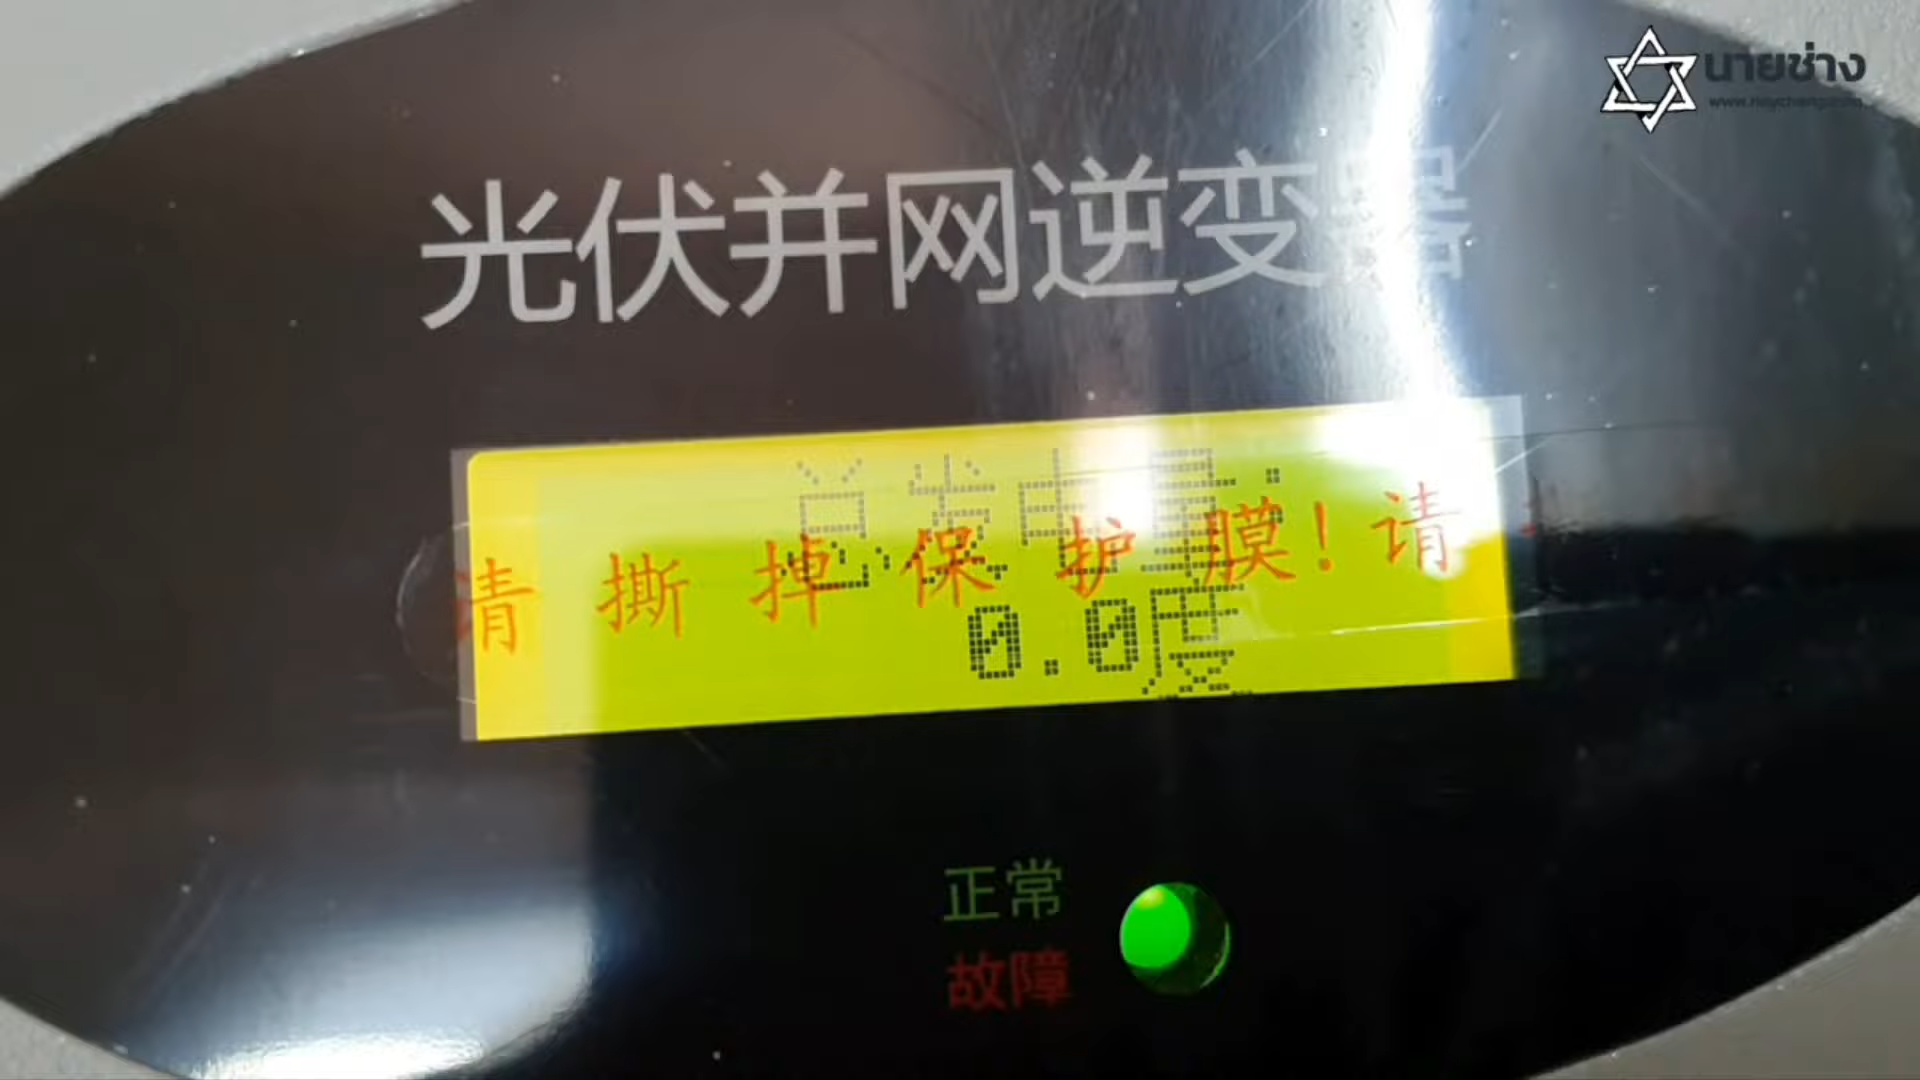 นายช่าง
光伏并网逆变器
总发电量:
请撕掉保护膜!请
0.0度
正常
故障